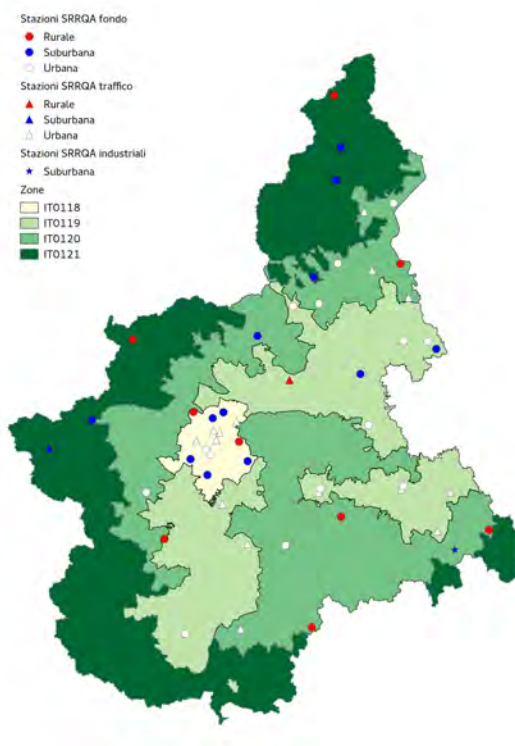 Stazioni SRRQA fondo
Rurale
Suburbana
Urbana
Stazioni SRRQA traffico
Rurale
Suburbana
Urbana
Stazioni SRRQA industriali
Suburbana
Zone
IT0118
IT0119
IT0120
IT0121